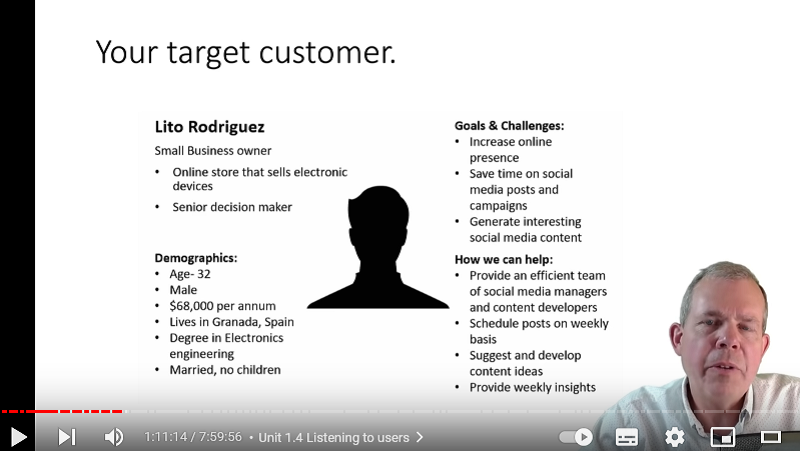 Your target customer.
Lito Rodriguez
Small Business owner
• Online store that sells electronic
devices
• Senior decision maker
Demographics:
• Age- 32
• Male
• $68,000 per annum
• Lives in Granada, Spain
• Degree in Electronics
engineering
• Married, no children
Goals & Challenges:
• Increase online
presence
• Save time on social
media posts and
campaigns
• Generate interesting
social media content
How we can help:
• Provide an efficient team
of social media managers
and content developers
• Schedule posts on weekly
basis
• Suggest and develop
content ideas
• Provide weekly insights
1:11:14 / 7:59:56 • Unit 1.4 Listening to users >